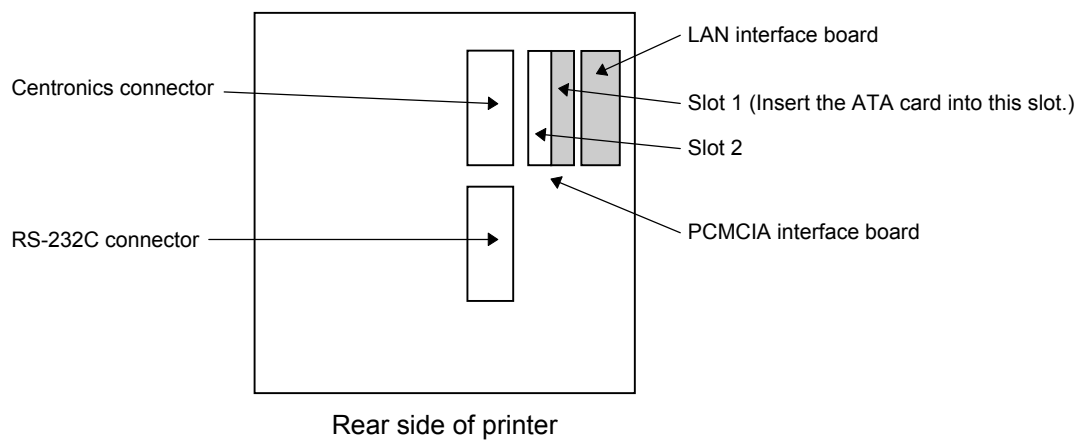 LAN interface board
Centronics connector
Slot 1 (Insert the ATA card into this slot.)
Slot 2
RS-232C connector
PCMCIA interface board
Rear side of printer